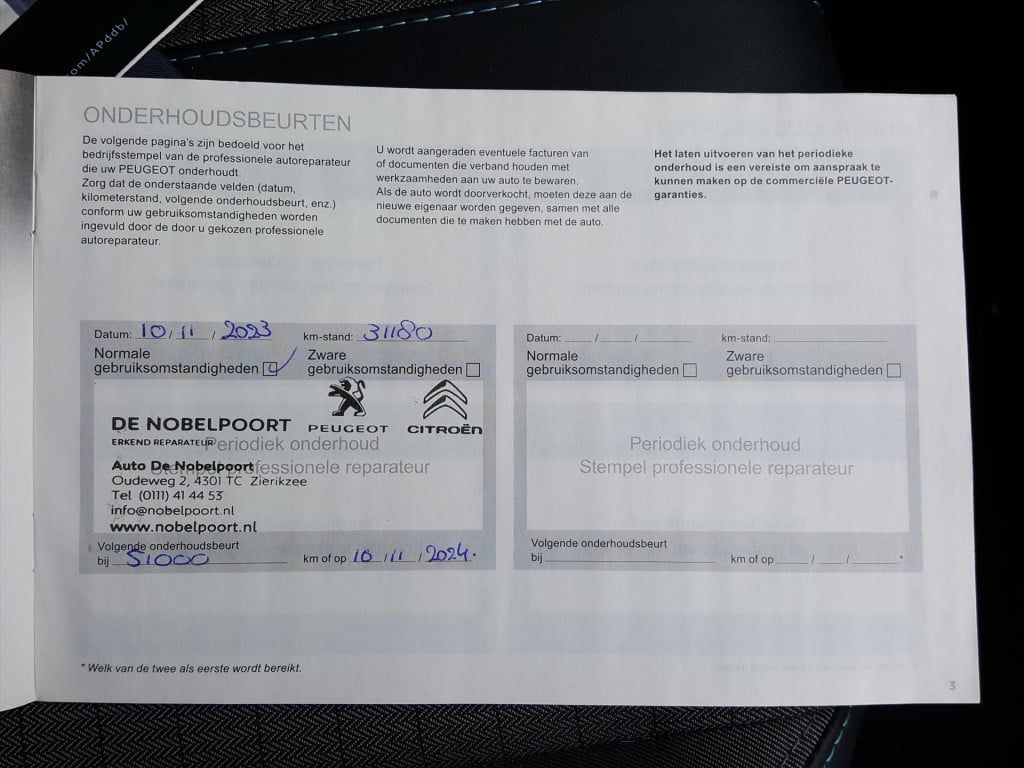 com/APddb/
ONDERHOUDSBEURTEN
De volgende pagina's zijn bedoeld voor het
bedrijfsstempel van de professionele autoreparateur
die uw PEUGEOT onderhoudt.
Zorg dat de onderstaande velden (datum,
kilometerstand, volgende onderhoudsbeurt, enz.)
conform uw gebruiksomstandigheden worden
ingevuld door de door u gekozen professionele
autoreparateur.
U wordt aangeraden eventuele facturen van
of documenten die verband houden met
werkzaamheden aan uw auto te bewaren.
Als de auto wordt doorverkocht, moeten deze aan de
nieuwe eigenaar worden gegeven, samen met alle
documenten die te maken hebben met de auto.
Het laten uitvoeren van het periodieke
onderhoud is een vereiste om aanspraak te
kunnen maken op de commerciële PEUGEOT-
garanties.
Datum: 10 / 11 / 2023 km-stand: 31180
Normale
gebruiksomstandigheden
Zware
gebruiksomstandigheden
DE NOBELPOORT
ERKEND REPARATEUR
PEUGEOT
CITROËN
Periodiek onderhoud
Stempel professionele reparateur
Auto De Nobelpoort
Oudeweg 2, 4301 TC Zierikzee
Tel (0111) 41 44 53
info@nobelpoort.nl
www.nobelpoort.nl
Volgende onderhoudsbeurt
bij 51000 km of op 10 / 11 / 2024.
Datum: / / km-stand:
Normale
gebruiksomstandigheden
Zware
gebruiksomstandigheden
Periodiek onderhoud
Stempel professionele reparateur
Volgende onderhoudsbeurt
bij km of op / / *
* Welk van de twee als eerste wordt bereikt.
3